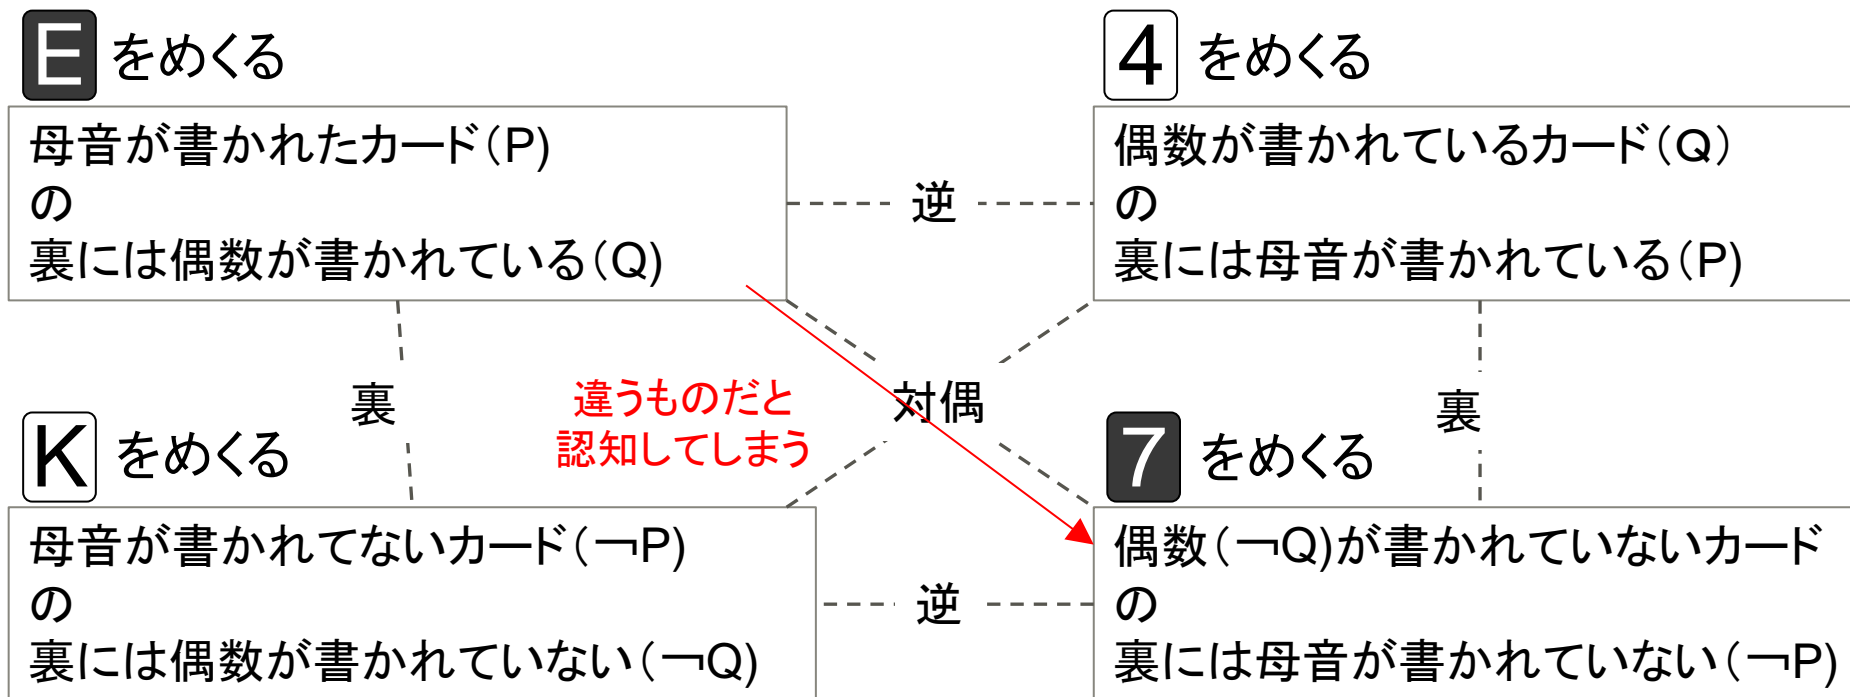 E をめくる
母音が書かれたカード（P)
の
裏には偶数が書かれている（Q)
逆
4 をめくる
偶数が書かれているカード（Q）
の
裏には母音が書かれている（P)
裏
違うものだと
認知してしまう
対偶
裏
K をめくる
母音が書かれてないカード（￢P)
の
裏には偶数が書かれていない（￢Q)
逆
7 をめくる
偶数（￢Q)が書かれていないカード
の
裏には母音が書かれていない（￢P)